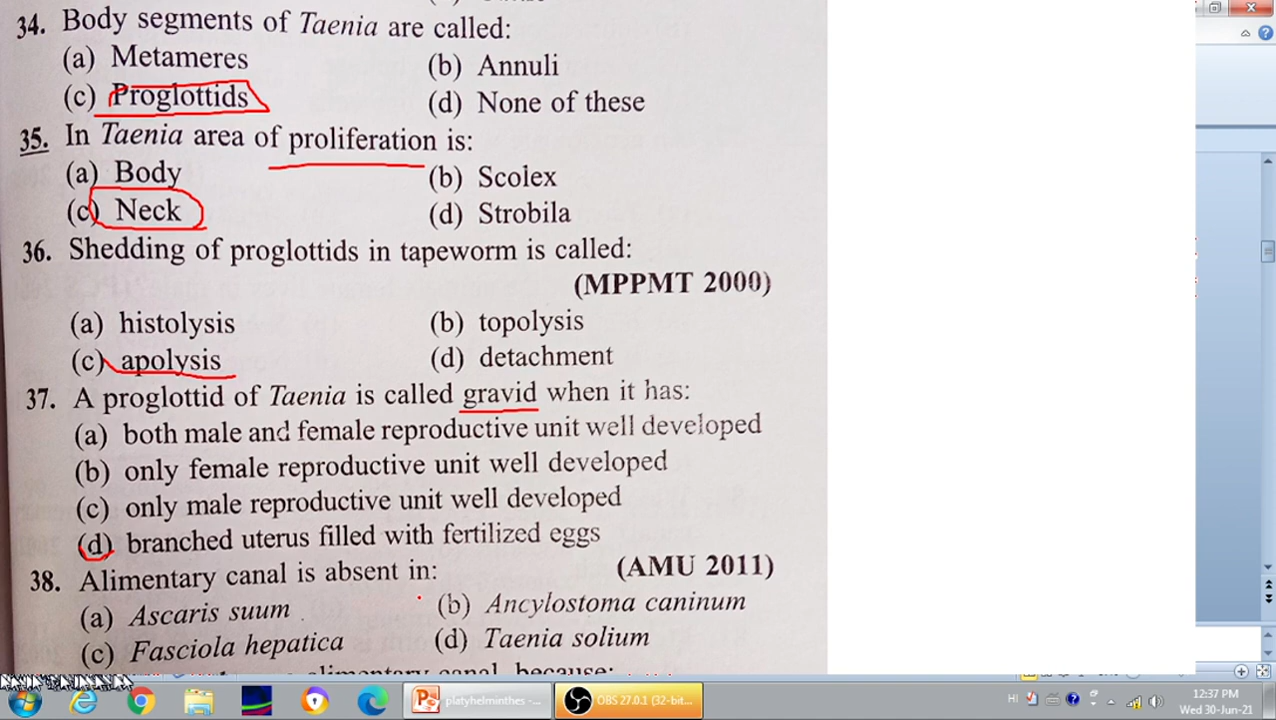 34. Body segments of Taenia are called:
(a) Metameres (b) Annuli
(c) Proglottids (d) None of these
35. In Taenia area of proliferation is:
(a) Body (b) Scolex
(c) Neck (d) Strobila
36. Shedding of proglottids in tapeworm is called:
(MPPMT 2000)
(a) histolysis (b) topolysis
(c) apolysis (d) detachment
37. A proglottid of Taenia is called gravid when it has:
(a) both male and female reproductive unit well developed
(b) only female reproductive unit well developed
(c) only male reproductive unit well developed
(d) branched uterus filled with fertilized eggs
38. Alimentary canal is absent in: (AMU 2011)
(a) Ascaris suum (b) Ancylostoma caninum
(c) Fasciola hepatica (d) Taenia solium
alimentary canal because:
platyhelminthes -... OBS 27.0.1 (32-bit... HI 12:37 PM
Wed 30-Jun-21